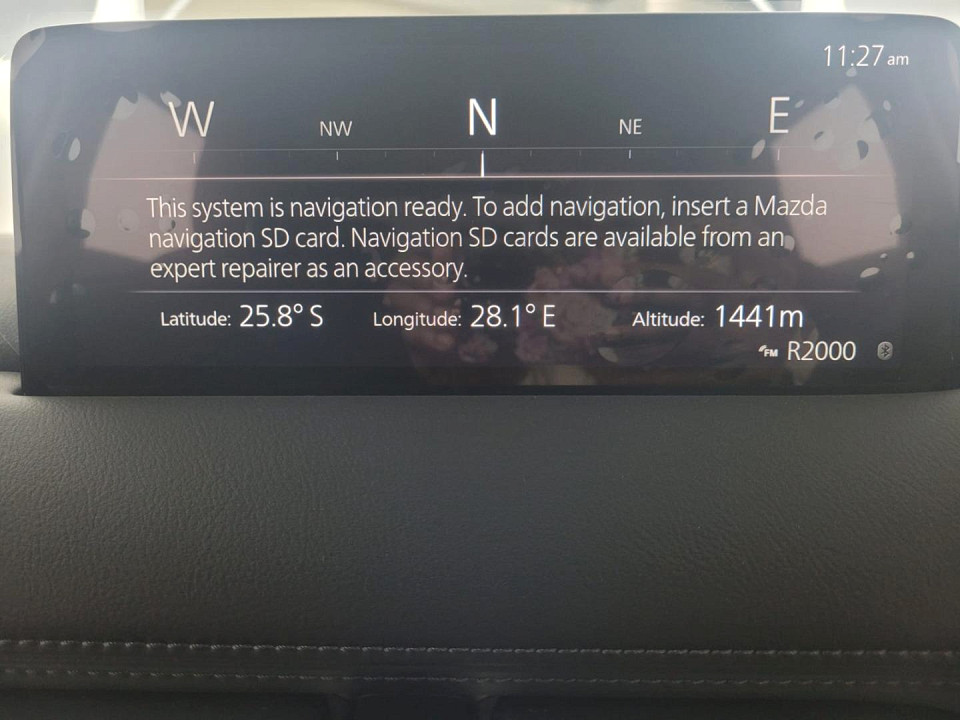 11:27 am
W NW N NE E
This system is navigation ready. To add navigation, insert a Mazda
navigation SD card. Navigation SD cards are available from an
expert repairer as an accessory.
Latitude: 25.8° S Longitude: 28.1° E Altitude: 1441m
FM R2000